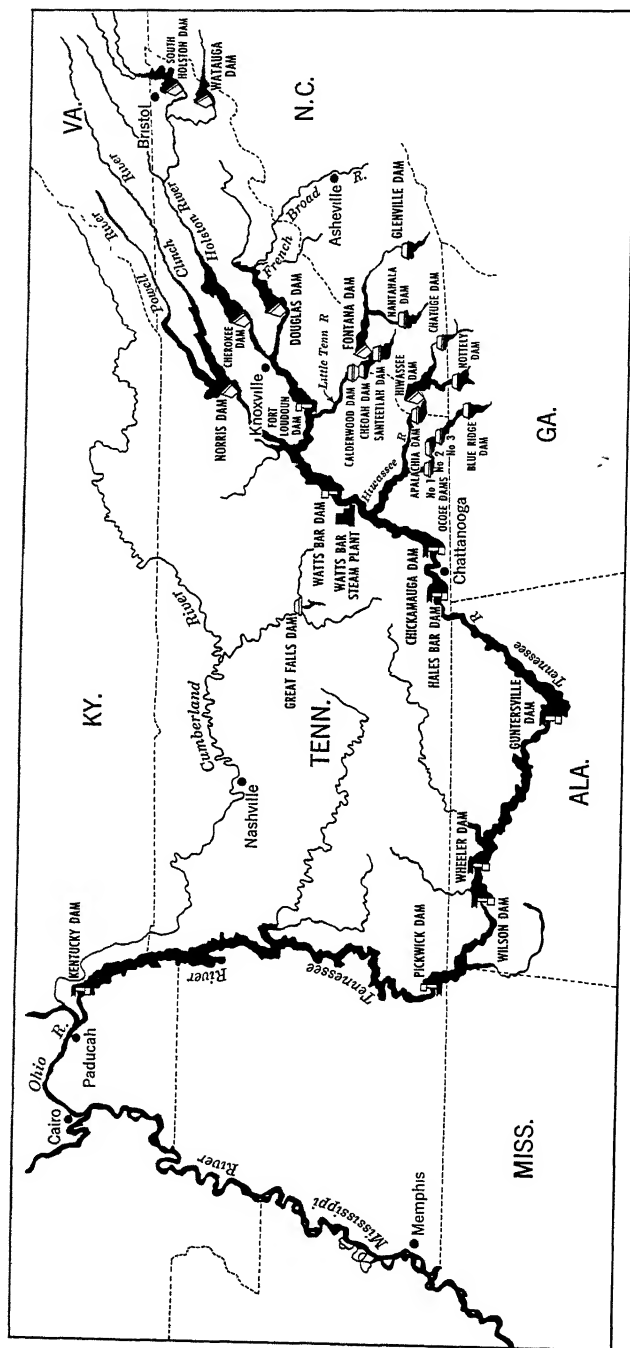 VA.
KY.
N.C.
TENN.
GA.
ALA.
MISS.
SOUTH
HOLSTON DAM
WATAUGA
DAM
Bristol
Powell River
Clinch River
Holston River
French Broad R.
Asheville
NORRIS DAM
CHEROKEE
DAM
DOUGLAS DAM
Knoxville
FORT
LOUDOUN
DAM
Little Tenn R
FONTANA DAM
GLENVILLE DAM
NANTAHALA
DAM
CALDERWOOD DAM
CHEOAH DAM
SANTEETLAH DAM
HIWASSEE
DAM
CHATUGE DAM
NOTTELY
DAM
APALACHIA DAM
No 1
No 2
No 3
OCOEE DAMS
BLUE RIDGE
DAM
Hiwassee R
WATTS BAR DAM
WATTS BAR
STEAM PLANT
GREAT FALLS DAM
CHICKAMAUGA DAM
Chattanooga
HALES BAR DAM
Tennessee R
GUNTERSVILLE
DAM
Cumberland River
Nashville
WHEELER DAM
WILSON DAM
PICKWICK DAM
Tennessee River
KENTUCKY DAM
Ohio R.
Paducah
Cairo
Mississippi River
Memphis